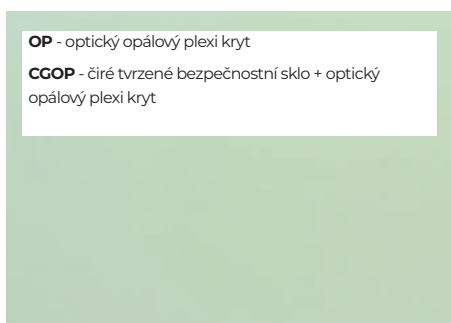 OP - optický opálový plexi kryt
CGOP - čiré tvrzené bezpečnostní sklo + optický
opálový plexi kryt